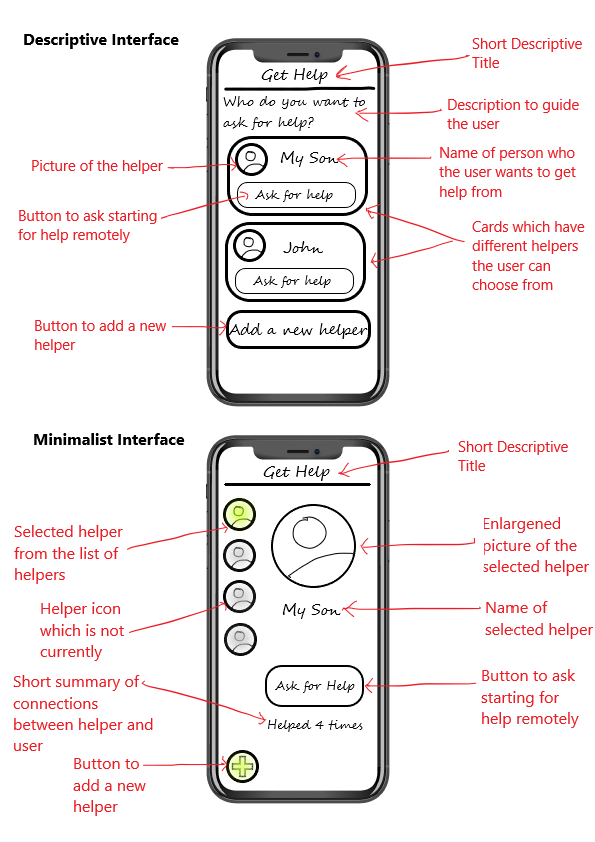 Descriptive Interface
Short Descriptive
Title
Get Help
Who do you want to
ask for help?
Description to guide
the user
Picture of the helper
My Son
Name of person who
the user wants to get
help from
Button to ask starting
for help remotely
Ask for help
Cards which have
different helpers
the user can
choose from
John
Ask for help
Button to add a new
helper
Add a new helper
Minimalist Interface
Short Descriptive
Title
Get Help
Selected helper
from the list of
helpers
Enlargened
picture of the
selected helper
Helper icon
which is not
currently
My Son
Name of
selected helper
Short summary of
connections
between helper and
user
Ask for Help
Button to ask
starting for
help remotely
Helped 4 times
Button to
add a new
helper